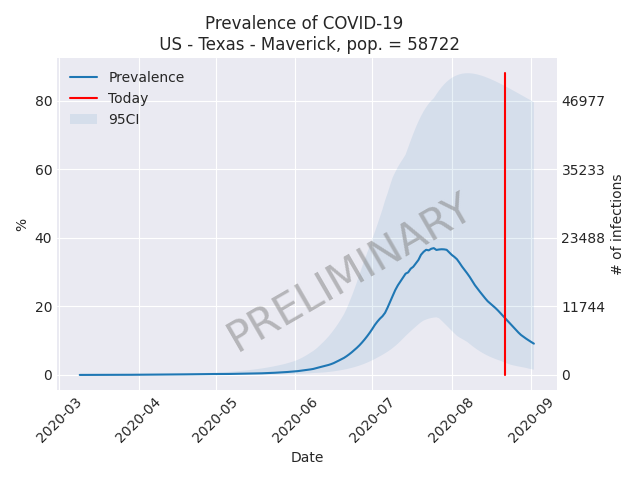 Prevalence of COVID-19
US - Texas - Maverick, pop. = 58722
Prevalence
Today
95CI
80
60
40
20
0
%
46977
35233
23488
11744
0
# of infections
PRELIMINARY
2020-03
2020-04
2020-05
2020-06
2020-07
2020-08
2020-09
Date